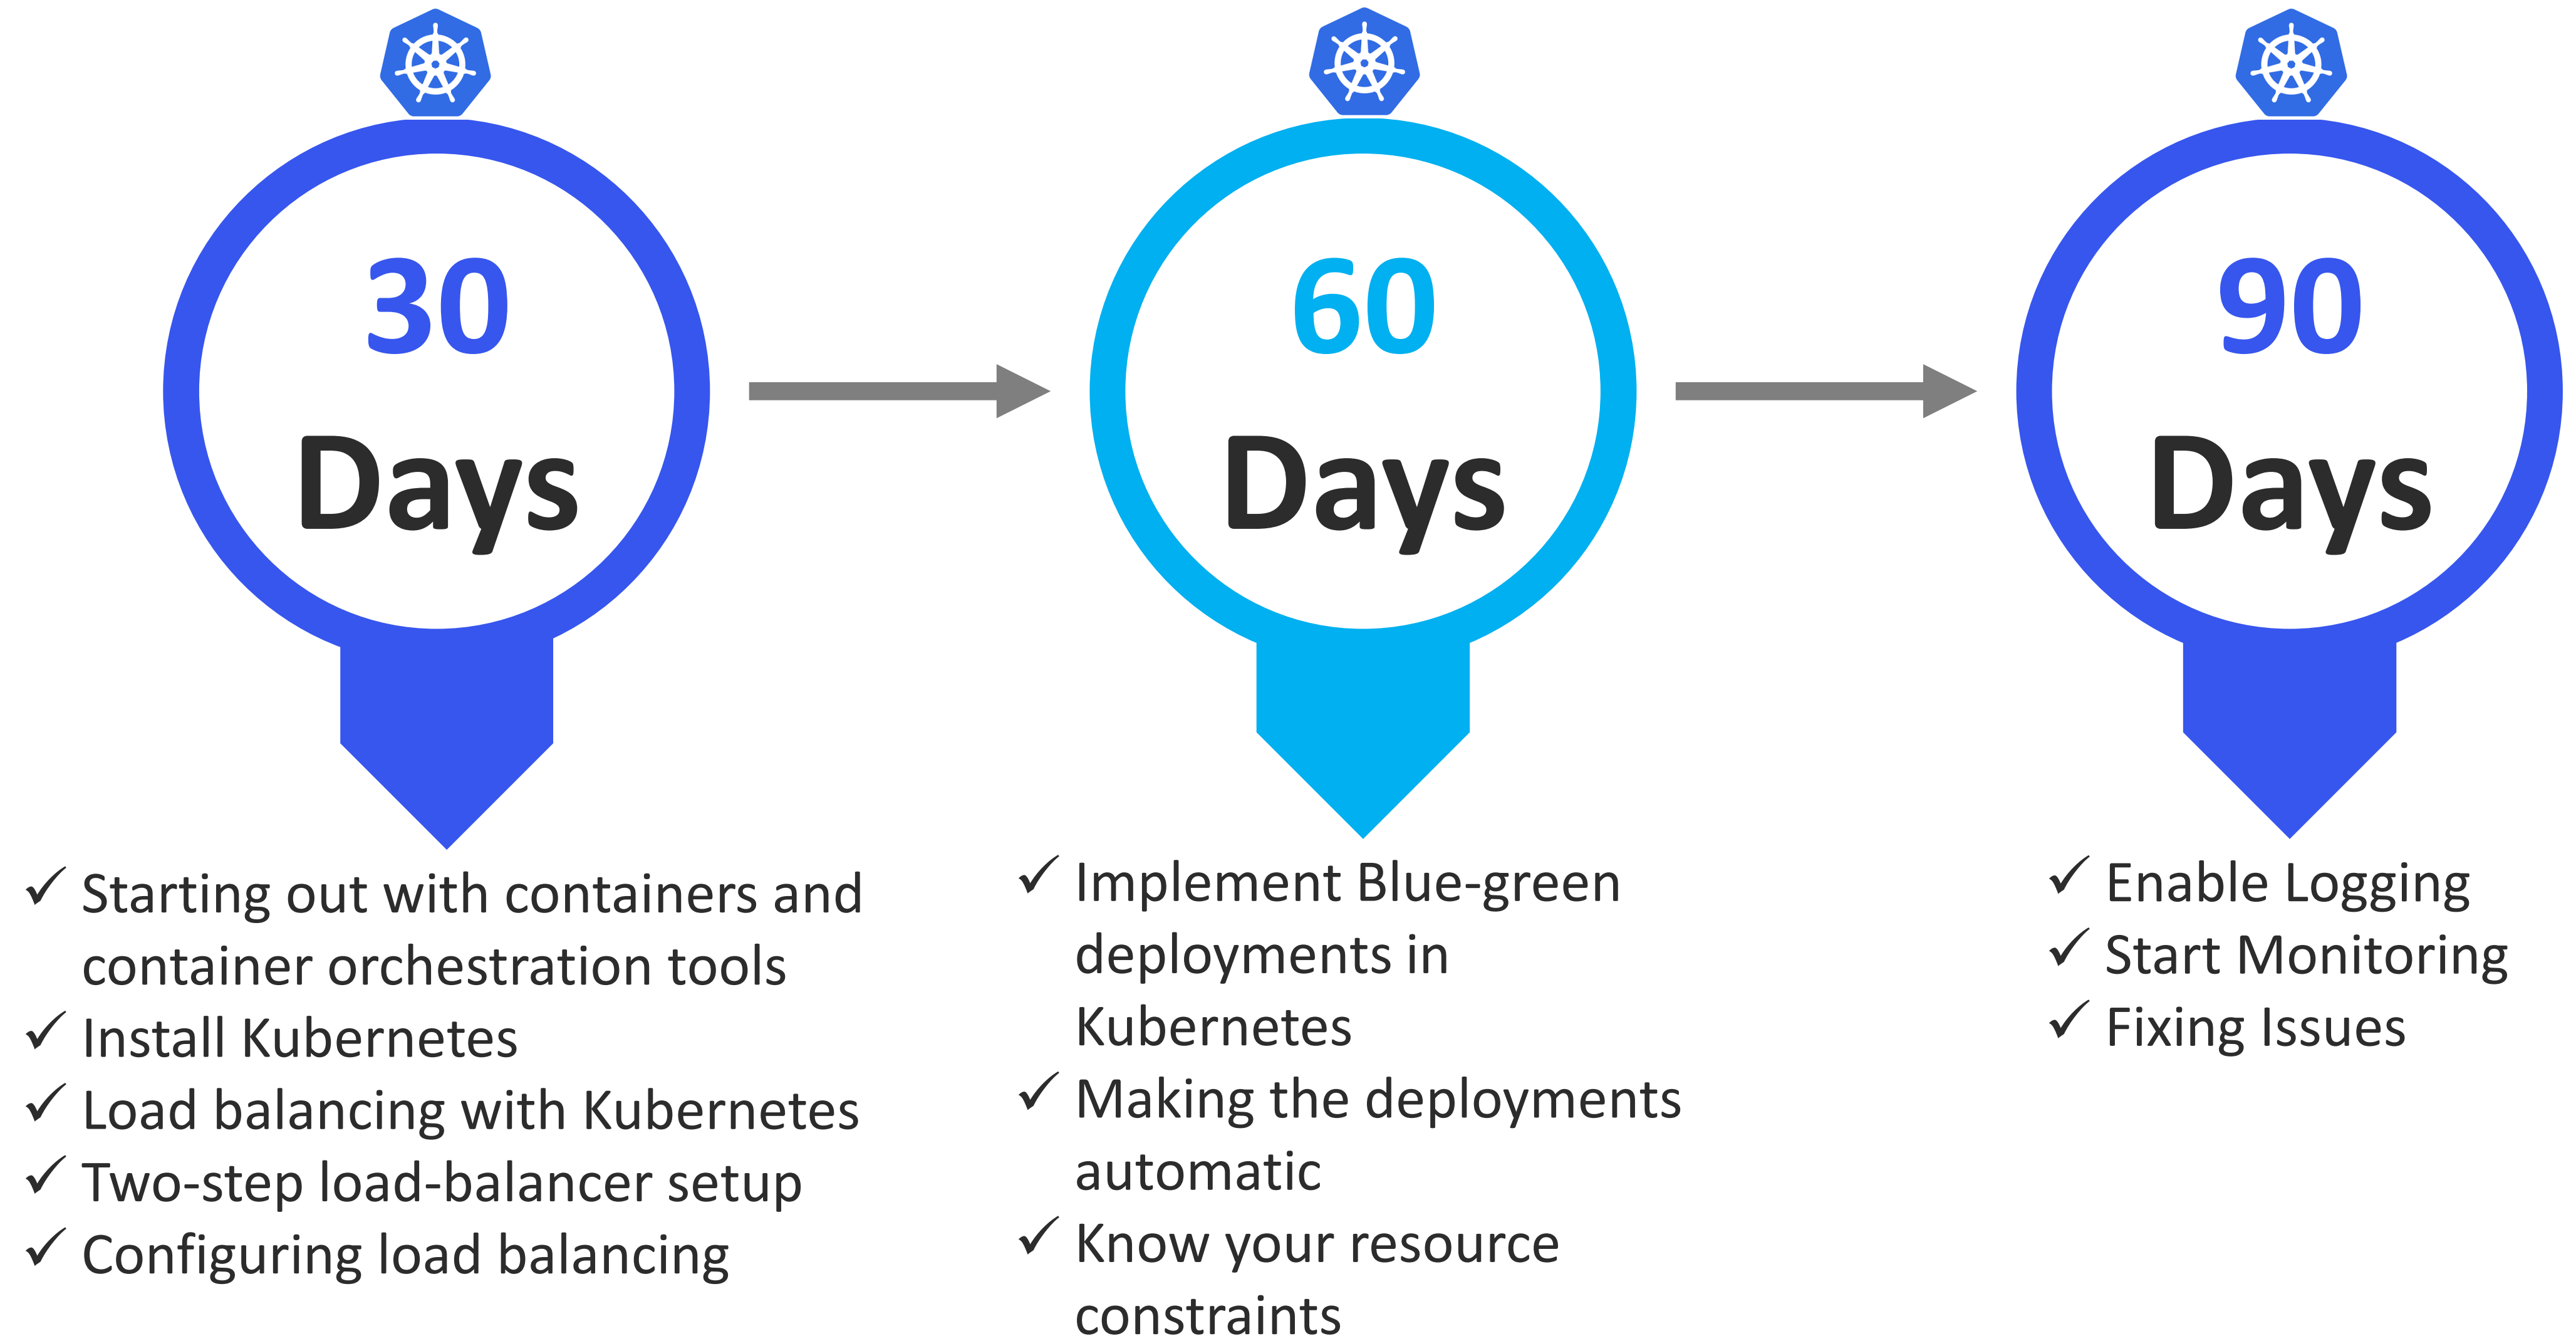 30
Days
Starting out with containers and
container orchestration tools
Install Kubernetes
Load balancing with Kubernetes
Two-step load-balancer setup
Configuring load balancing
60
Days
Implement Blue-green
deployments in
Kubernetes
Making the deployments
automatic
Know your resource
constraints
90
Days
Enable Logging
Start Monitoring
Fixing Issues